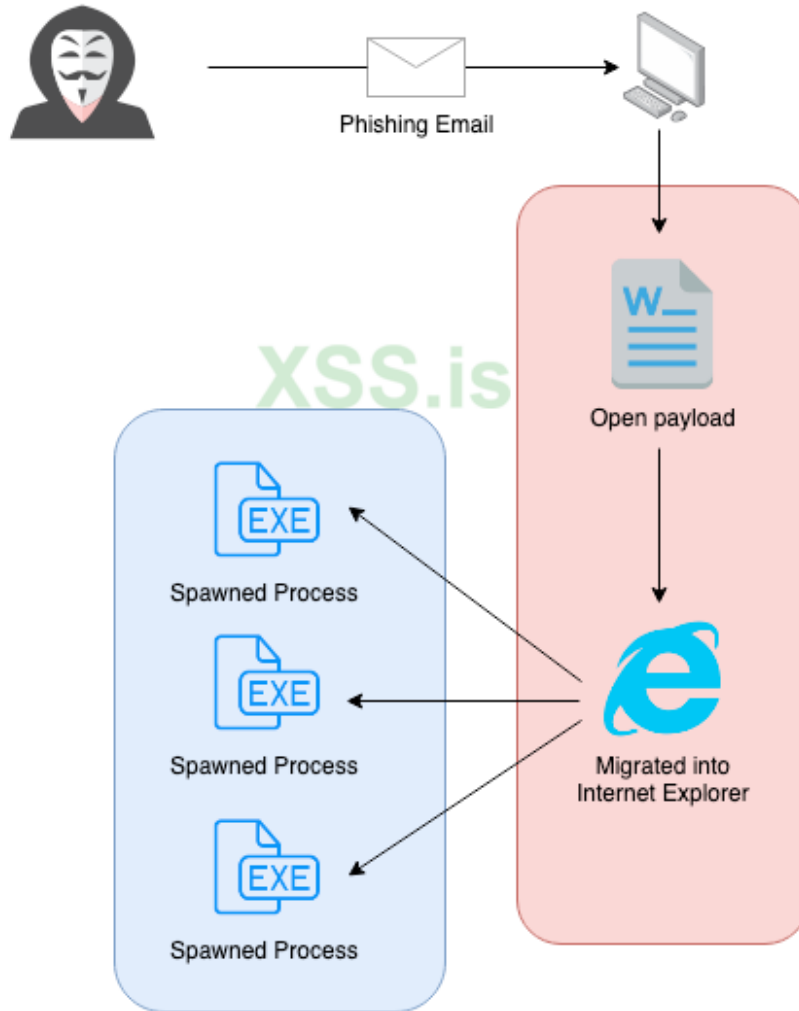 Phishing Email
W
XSS.is
Open payload
EXE
Spawned Process
EXE
Spawned Process
Migrated into
Internet Explorer
EXE
Spawned Process